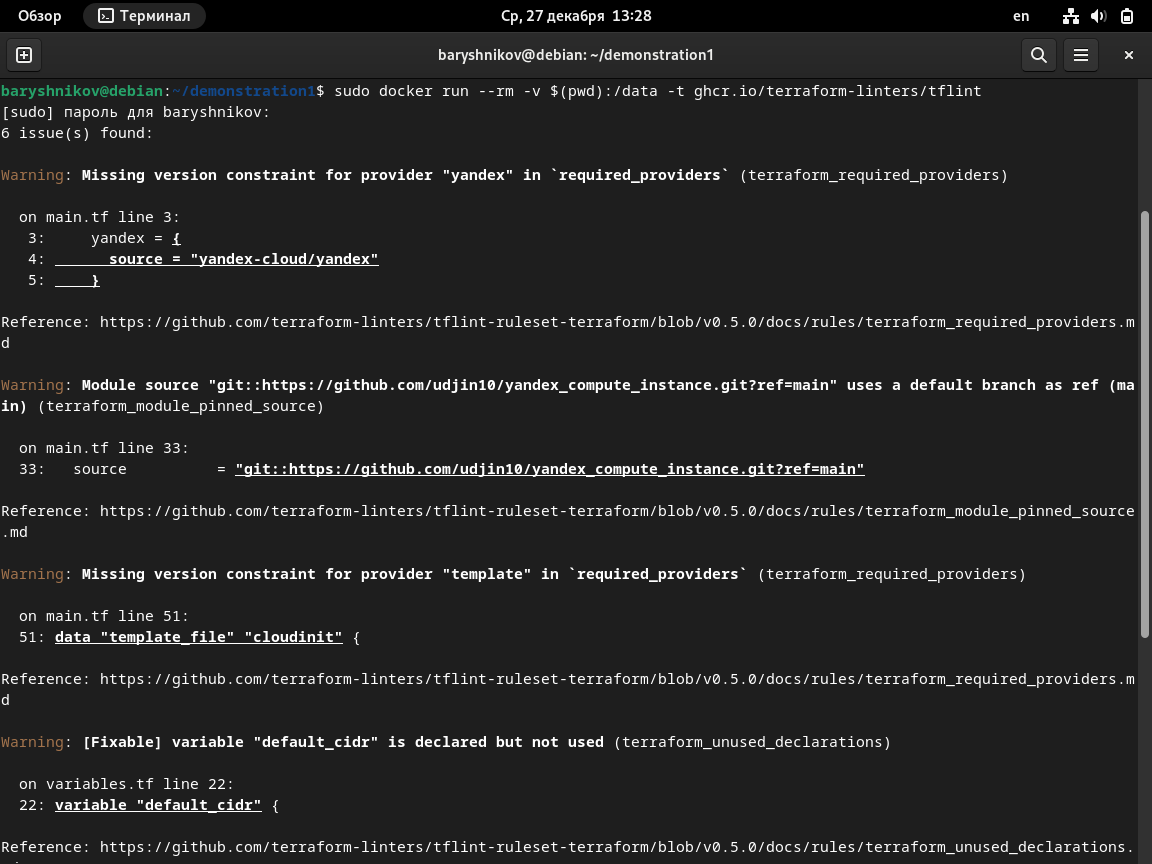 Обзор Терминал Ср, 27 декабря 13:28 en
baryshnikov@debian: ~/demonstration1
baryshnikov@debian:~/demonstration1$ sudo docker run --rm -v $(pwd):/data -t ghcr.io/terraform-linters/tflint
[sudo] пароль для baryshnikov:
6 issue(s) found:
Warning: Missing version constraint for provider "yandex" in `required_providers` (terraform_required_providers)
on main.tf line 3:
3:     yandex = {
4:       source = "yandex-cloud/yandex"
5:     }
Reference: https://github.com/terraform-linters/tflint-ruleset-terraform/blob/v0.5.0/docs/rules/terraform_required_providers.m
d
Warning: Module source "git::https://github.com/udjin10/yandex_compute_instance.git?ref=main" uses a default branch as ref (ma
in) (terraform_module_pinned_source)
on main.tf line 33:
33:   source          = "git::https://github.com/udjin10/yandex_compute_instance.git?ref=main"
Reference: https://github.com/terraform-linters/tflint-ruleset-terraform/blob/v0.5.0/docs/rules/terraform_module_pinned_source
.md
Warning: Missing version constraint for provider "template" in `required_providers` (terraform_required_providers)
on main.tf line 51:
51: data "template_file" "cloudinit" {
Reference: https://github.com/terraform-linters/tflint-ruleset-terraform/blob/v0.5.0/docs/rules/terraform_required_providers.m
d
Warning: [Fixable] variable "default_cidr" is declared but not used (terraform_unused_declarations)
on variables.tf line 22:
22: variable "default_cidr" {
Reference: https://github.com/terraform-linters/tflint-ruleset-terraform/blob/v0.5.0/docs/rules/terraform_unused_declarations.